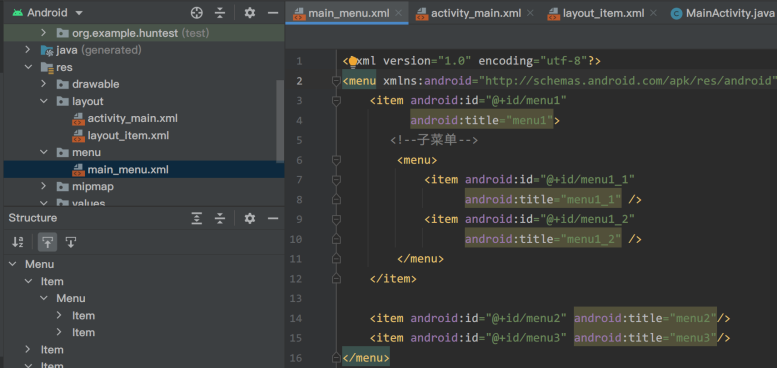 Android
org.example.huntest (test)
java (generated)
res
drawable
layout
activity_main.xml
layout_item.xml
menu
main_menu.xml
mipmap
values
Structure
Menu
Item
Menu
Item
Item
Item
Item
main_menu.xml activity_main.xml layout_item.xml MainActivity.java
1 <?xml version="1.0" encoding="utf-8"?>
2 <menu xmlns:android="http://schemas.android.com/apk/res/android"
3 <item android:id="@+id/menu1"
4 android:title="menu1">
5 <!--子菜单-->
6 <menu>
7 <item android:id="@+id/menu1_1"
8 android:title="menu1_1" />
9 <item android:id="@+id/menu1_2"
10 android:title="menu1_2" />
11 </menu>
12 </item>
13
14 <item android:id="@+id/menu2" android:title="menu2"/>
15 <item android:id="@+id/menu3" android:title="menu3"/>
16 </menu>